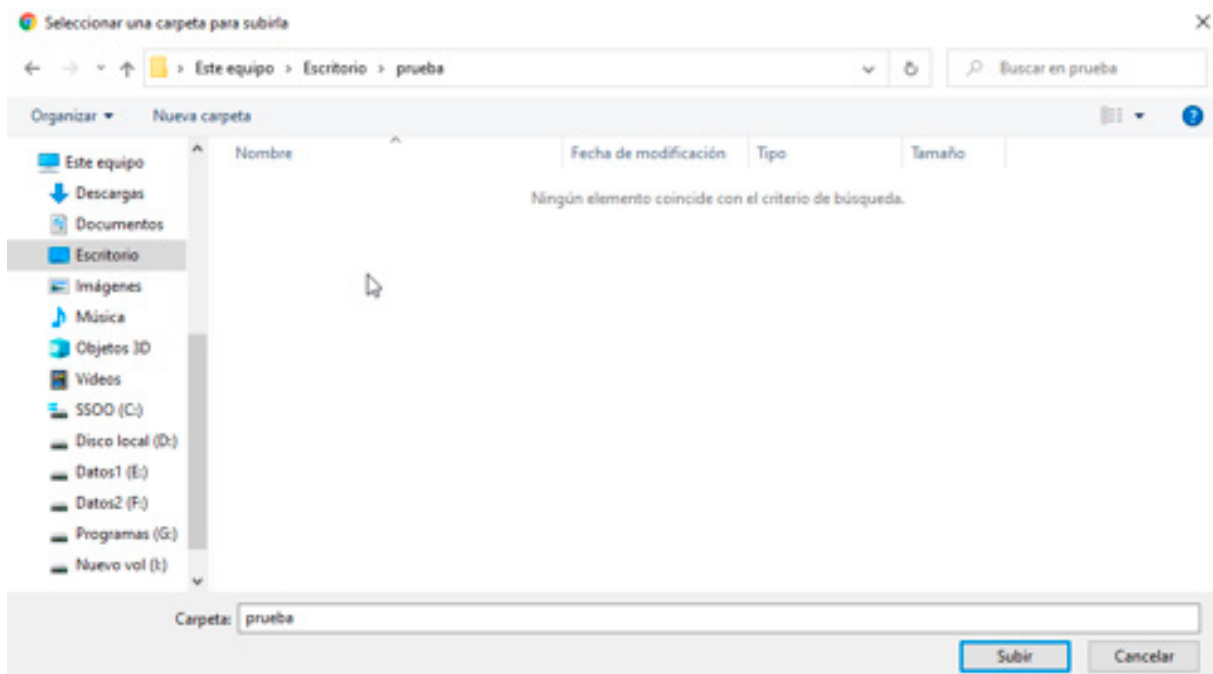 Seleccionar una carpeta para subirla
Este equipo > Escritorio > prueba
Buscar en prueba
Organizar
Nueva carpeta
Nombre
Fecha de modificación
Tipo
Tamaño
Ningún elemento coincide con el criterio de búsqueda.
Este equipo
Descargas
Documentos
Escritorio
Imágenes
Música
Objetos 3D
Vídeos
SSOO (C:)
Disco local (D:)
Datos1 (E:)
Datos2 (F:)
Programas (G:)
Nuevo vol (I:)
Carpeta: prueba
Subir
Cancelar